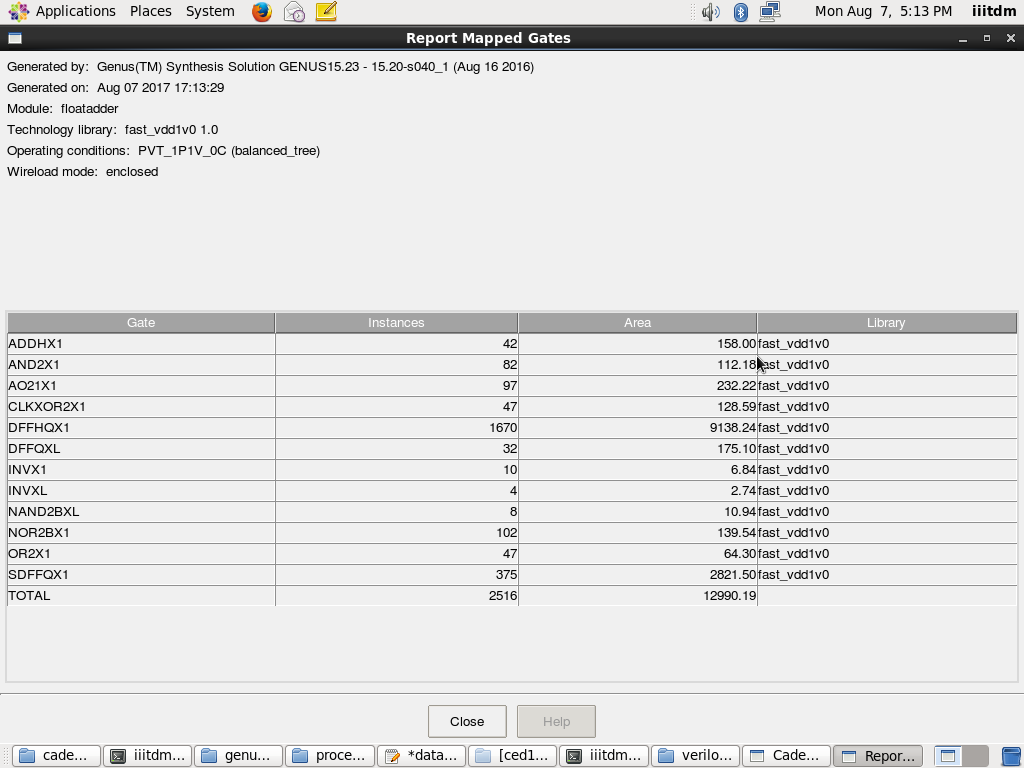 Applications Places System Mon Aug 7, 5:13 PM iiitdm
Report Mapped Gates
Generated by: Genus(TM) Synthesis Solution GENUS15.23 - 15.20-s040_1 (Aug 16 2016)
Generated on: Aug 07 2017 17:13:29
Module: floatadder
Technology library: fast_vdd1v0 1.0
Operating conditions: PVT_1P1V_0C (balanced_tree)
Wireload mode: enclosed
Gate Instances Area Library
ADDHX1 42 158.00 fast_vdd1v0
AND2X1 82 112.18 fast_vdd1v0
AO21X1 97 232.22 fast_vdd1v0
CLKXOR2X1 47 128.59 fast_vdd1v0
DFFHQX1 1670 9138.24 fast_vdd1v0
DFFQXL 32 175.10 fast_vdd1v0
INVX1 10 6.84 fast_vdd1v0
INVXL 4 2.74 fast_vdd1v0
NAND2BXL 8 10.94 fast_vdd1v0
NOR2BX1 102 139.54 fast_vdd1v0
OR2X1 47 64.30 fast_vdd1v0
SDFFQX1 375 2821.50 fast_vdd1v0
TOTAL 2516 12990.19
Close Help
cade... iiitdm... genu... proce... *data... [ced1... iiitdm... verilo... Cade... Repor...